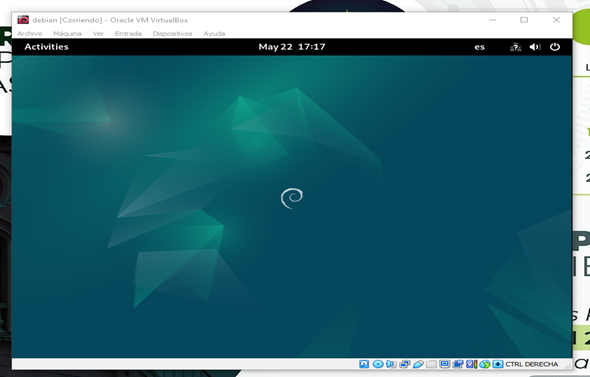 debian [Corriendo] - Oracle VM VirtualBox
Archivo Máquina Ver Entrada Dispositivos Ayuda
Activities May 22 17:17 es
CTRL DERECHA